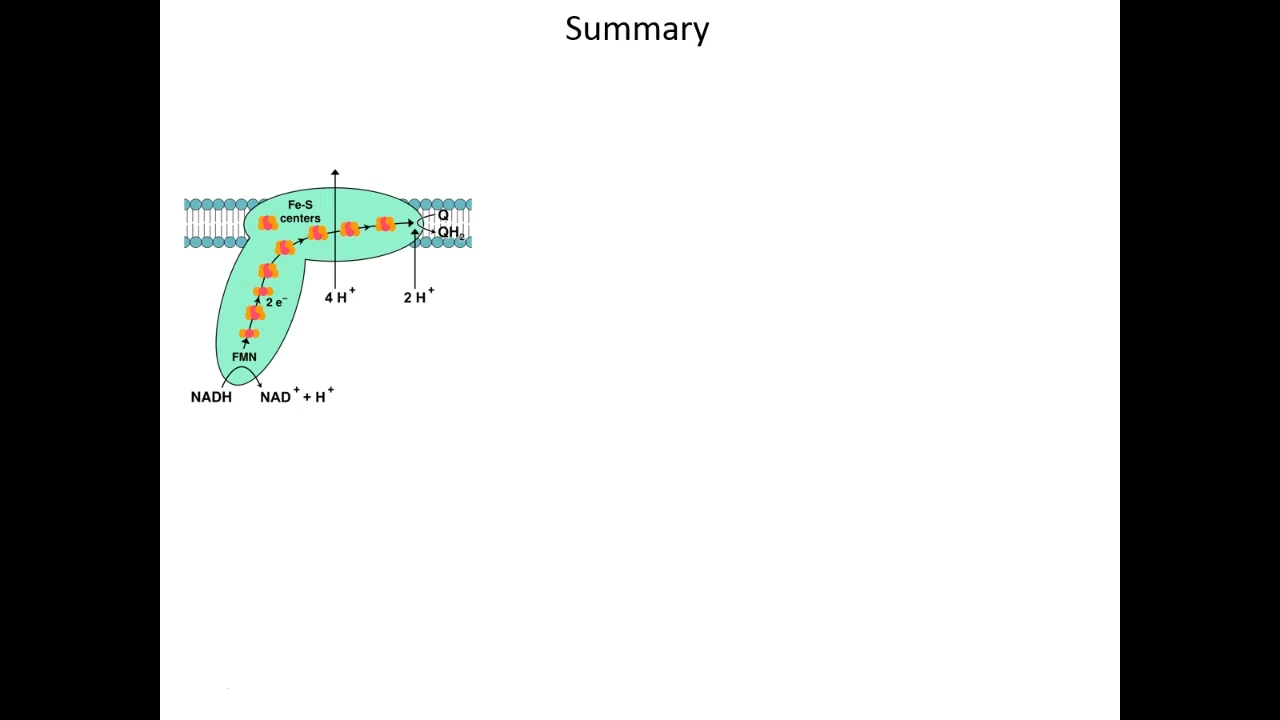 Summary
Fe-S
centers
Q
QH₂
2 e⁻
4 H⁺
2 H⁺
FMN
NADH
NAD⁺ + H⁺